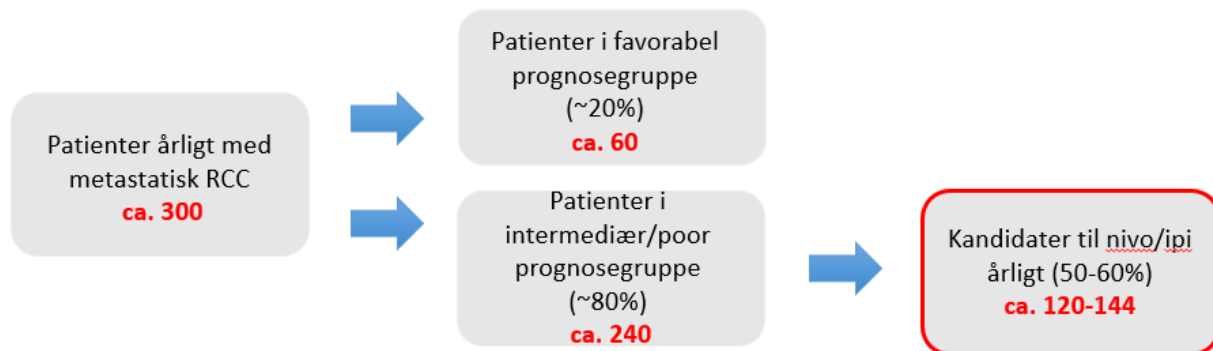 Patienter årligt med
metastatisk RCC
ca. 300
Patienter i favorabel
prognosegruppe
(~20%)
ca. 60
Patienter i
intermediær/poor
prognosegruppe
(~80%)
ca. 240
Kandidater til nivo/ipi
årligt (50-60%)
ca. 120-144